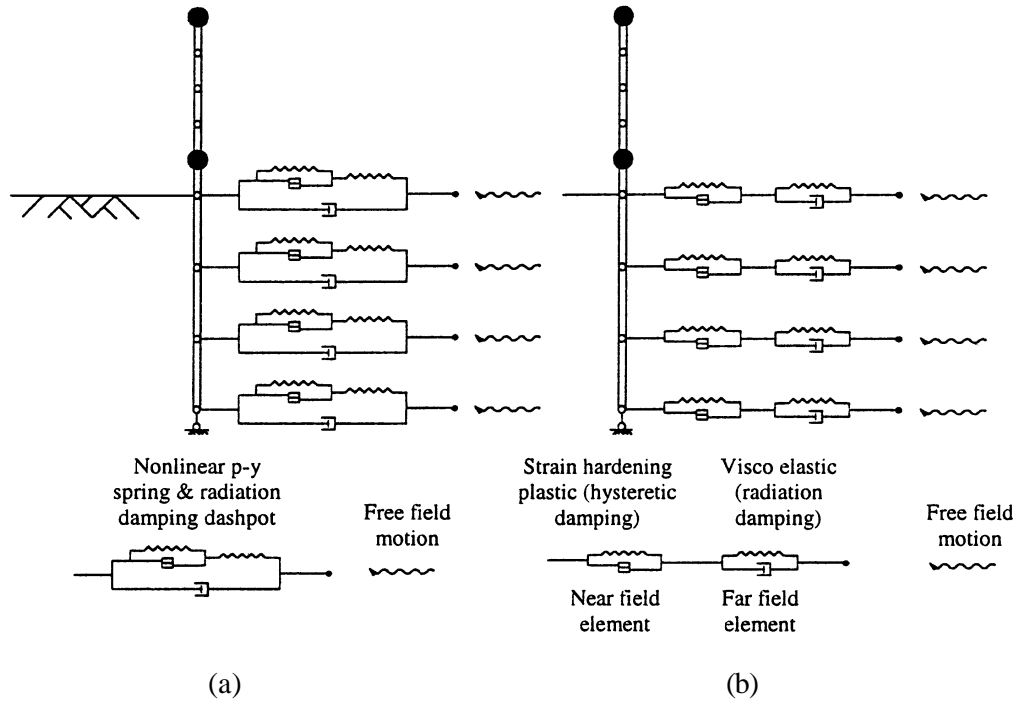 Nonlinear p-y
spring & radiation
damping dashpot
Free field
motion
Strain hardening
plastic (hysteretic
damping)
Visco elastic
(radiation
damping)
Free field
motion
Near field
element
Far field
element
(a)
(b)